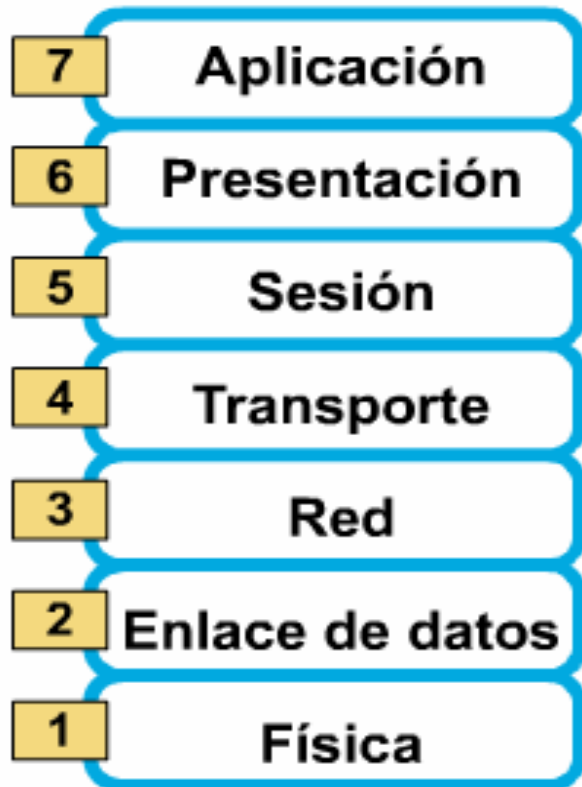 7 Aplicación
6 Presentación
5 Sesión
4 Transporte
3 Red
2 Enlace de datos
1 Física